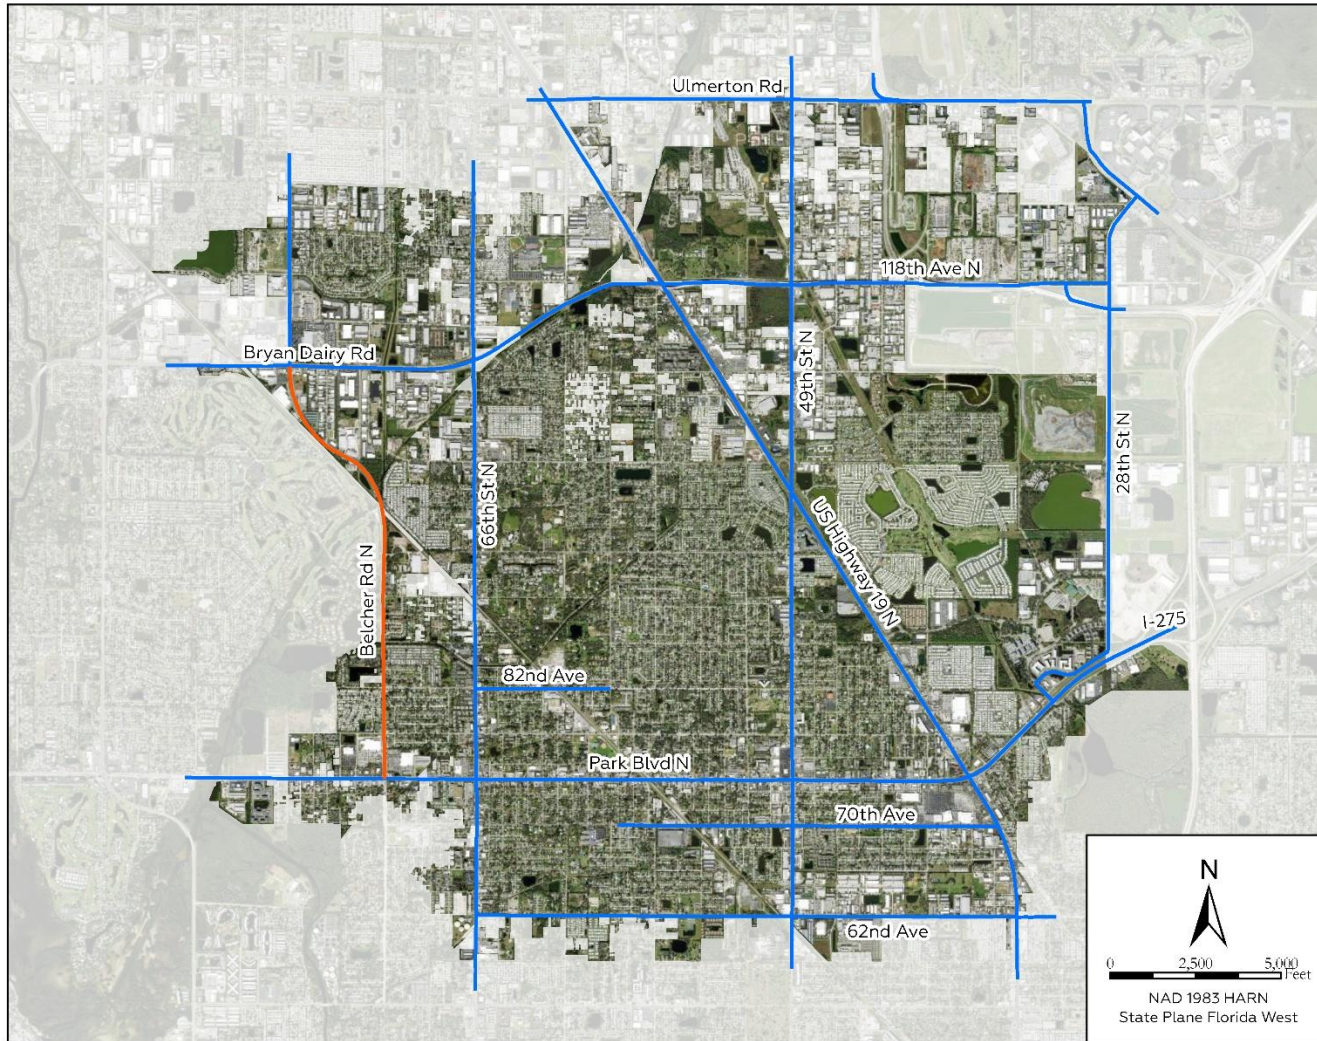 Ulmerton Rd
118th Ave N
Bryan Dairy Rd
49th St N
66th St N
28th St N
US Highway 19 N
Belcher Rd N
I-275
82nd Ave
Park Blvd N
70th Ave
62nd Ave
N
0 2,500 5,000
Feet
NAD 1983 HARN
State Plane Florida West